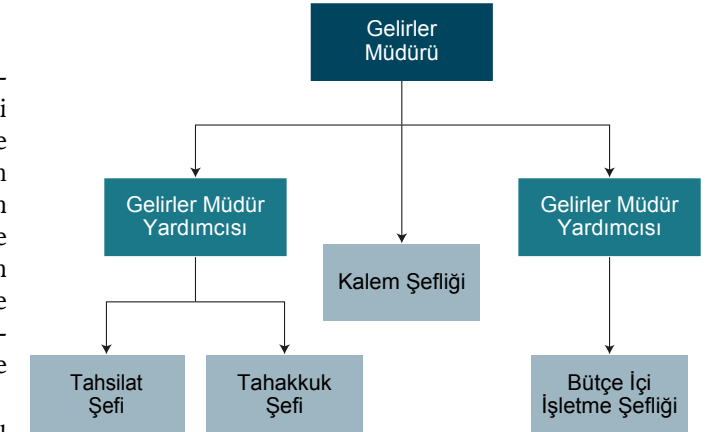 Gelirler
Müdürü
Gelirler Müdür
Yardımcısı
Gelirler Müdür
Yardımcısı
Kalem Şefliği
Tahsilat
Şefi
Tahakkuk
Şefi
Bütçe İçi
İşletme Şefliği